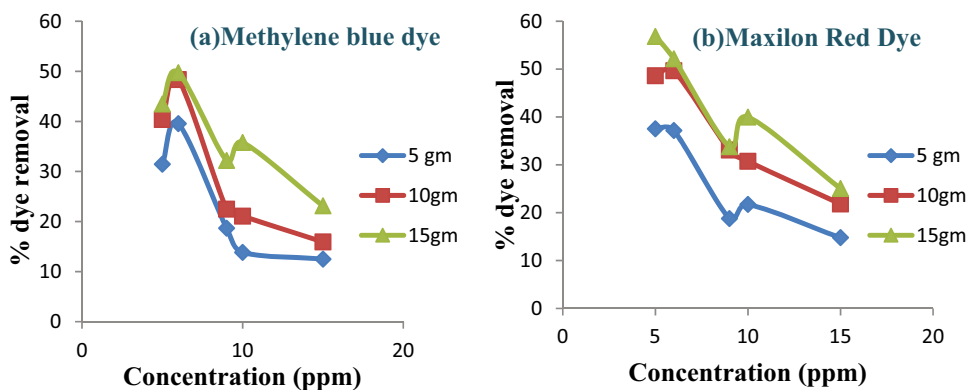 (a)Methylene blue dye
% dye removal
60
50
40
30
20
10
0
0 10 20
Concentration (ppm)
5 gm
10gm
15gm
(b)Maxilon Red Dye
% dye removal
60
50
40
30
20
10
0
0 5 10 15 20
Concentration (ppm)
5 gm
10gm
15gm